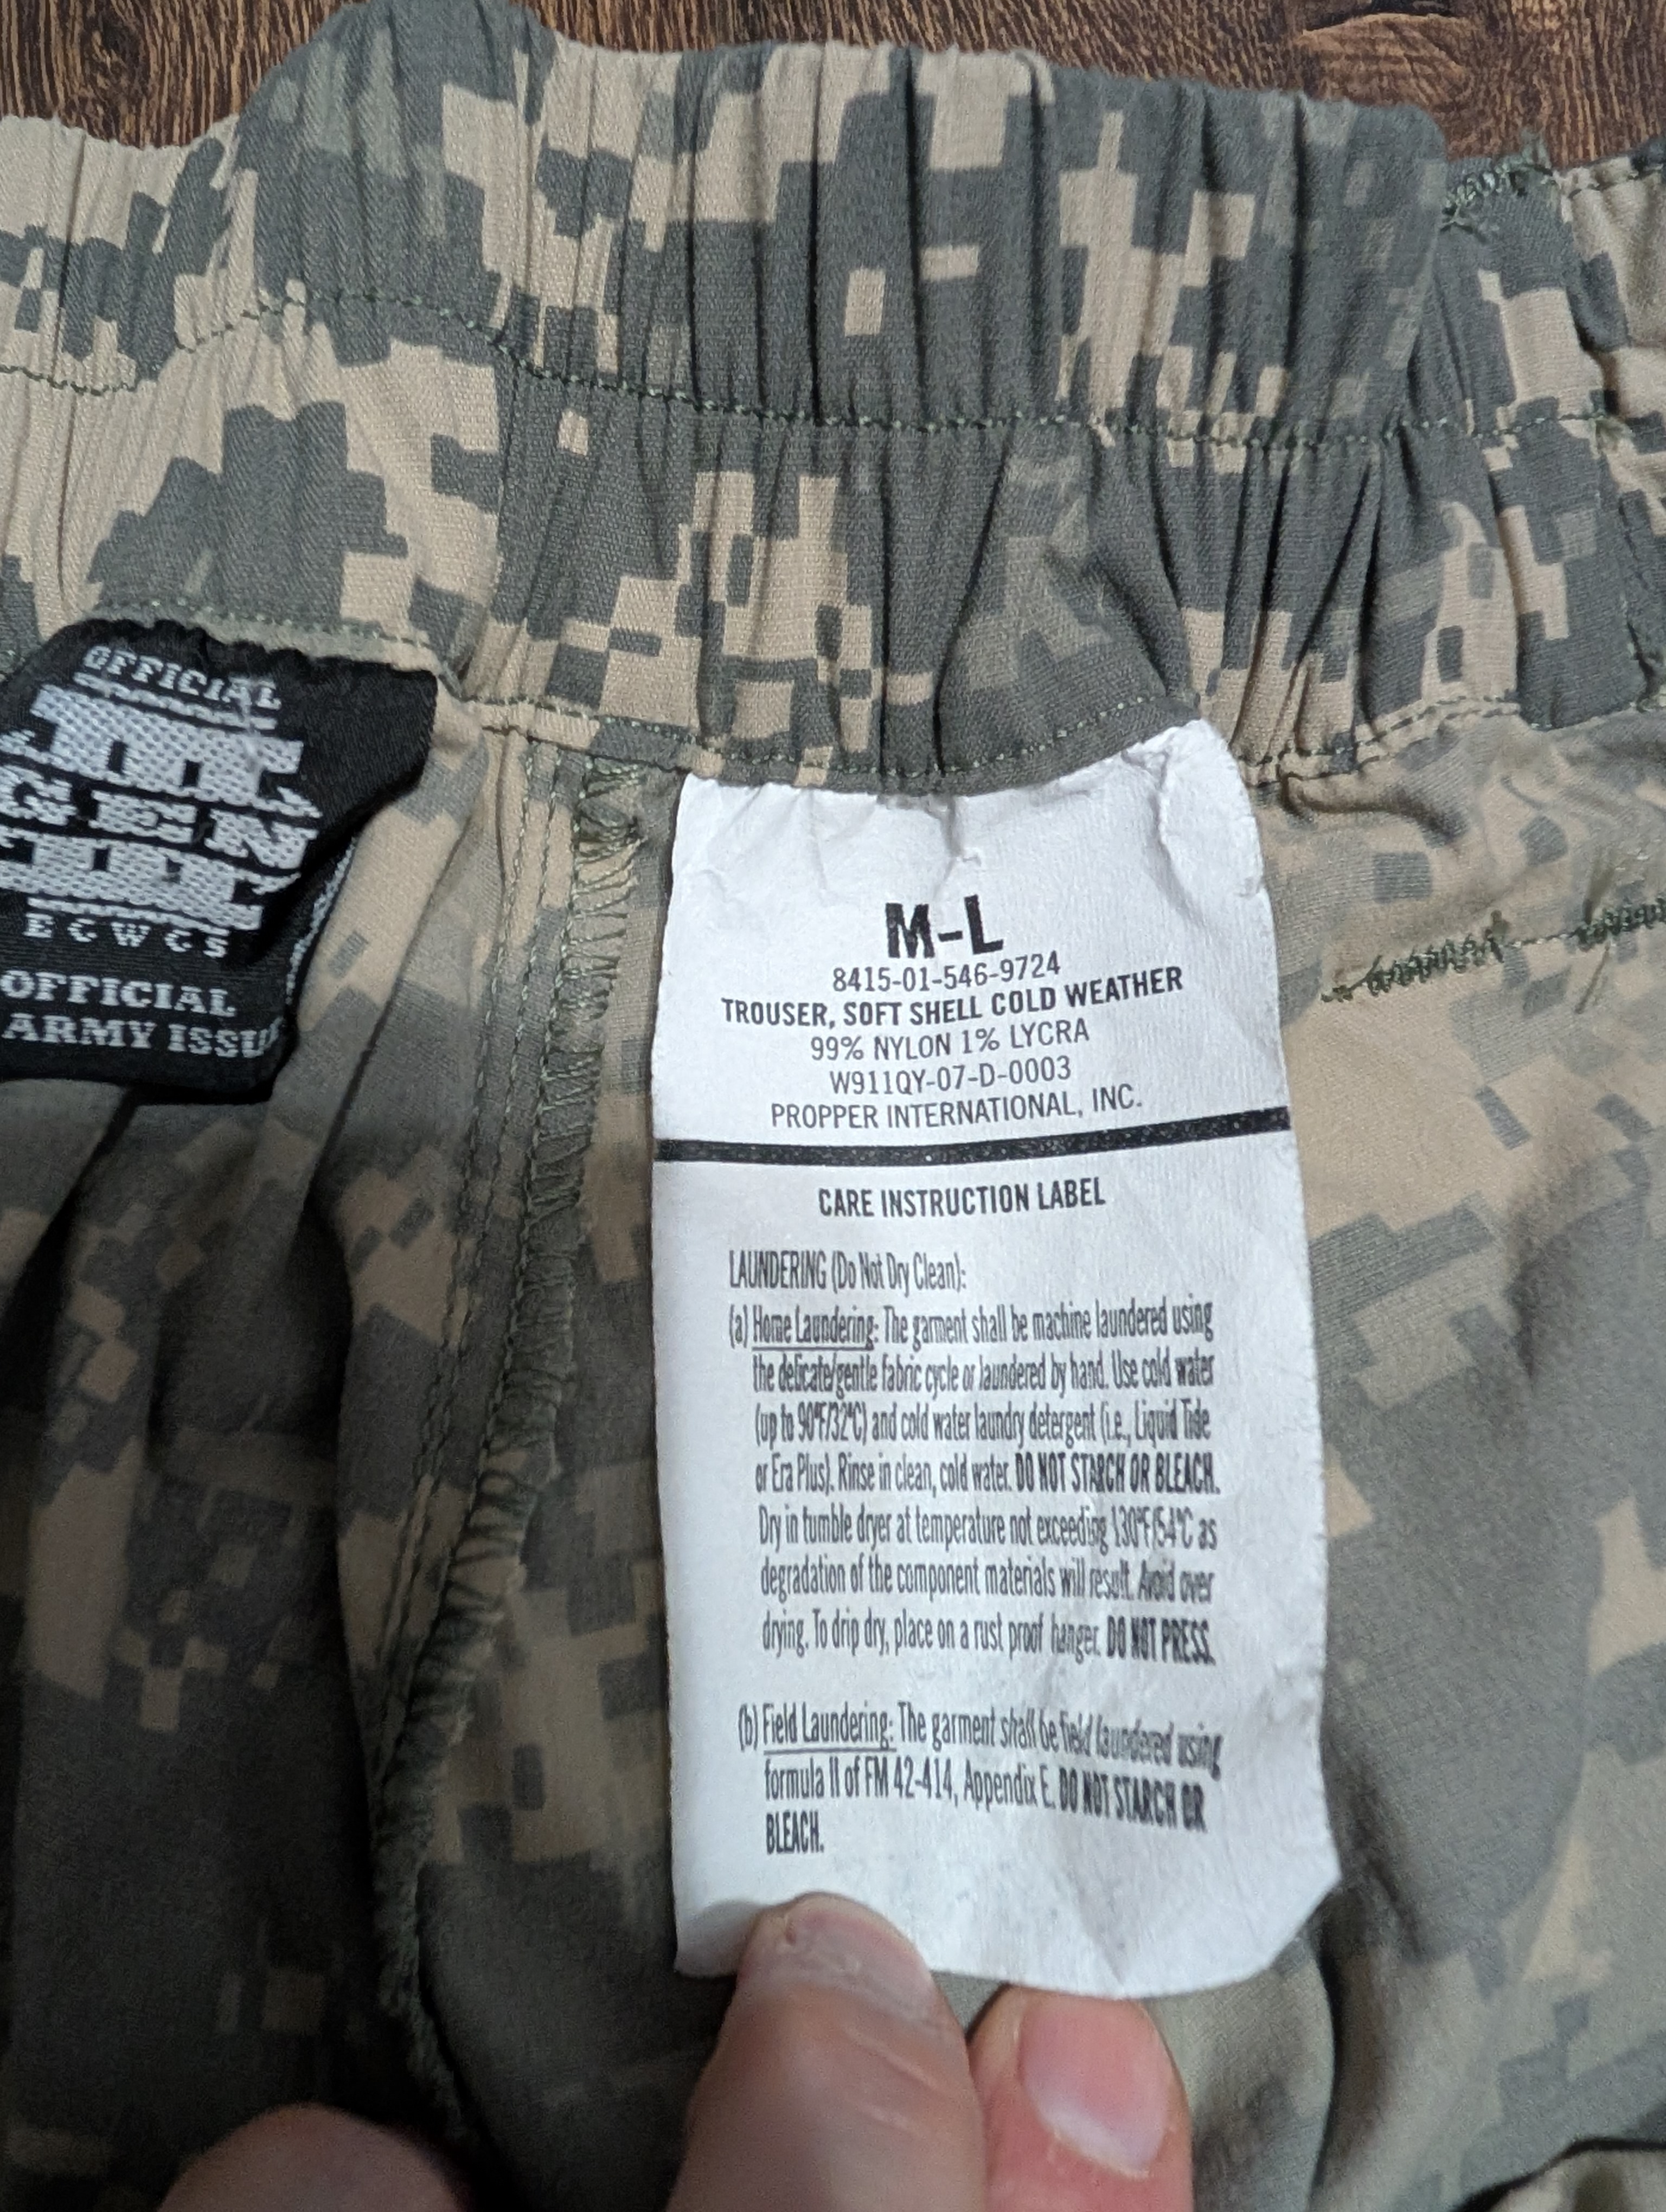 OFFICIAL
III
GEN
III
ECWCS
OFFICIAL
ARMY ISSU
M-L
8415-01-546-9724
TROUSER, SOFT SHELL COLD WEATHER
99% NYLON 1% LYCRA
W911QY-07-D-0003
PROPPER INTERNATIONAL, INC.
CARE INSTRUCTION LABEL
LAUNDERING (Do Not Dry Clean):
(a) Home Laundering: The garment shall be machine laundered using
the delicate/gentle fabric cycle or laundered by hand. Use cold water
(up to 90°F/32°C) and cold water laundry detergent (i.e., Liquid Tide
or Era Plus). Rinse in clean, cold water. DO NOT STARCH OR BLEACH.
Dry in tumble dryer at temperature not exceeding 130°F/54°C as
degradation of the component materials will result. Avoid over
drying. To drip dry, place on a rust proof hanger. DO NOT PRESS.
(b) Field Laundering: The garment shall be field laundered using
formula II of FM 42-414, Appendix E. DO NOT STARCH OR
BLEACH.